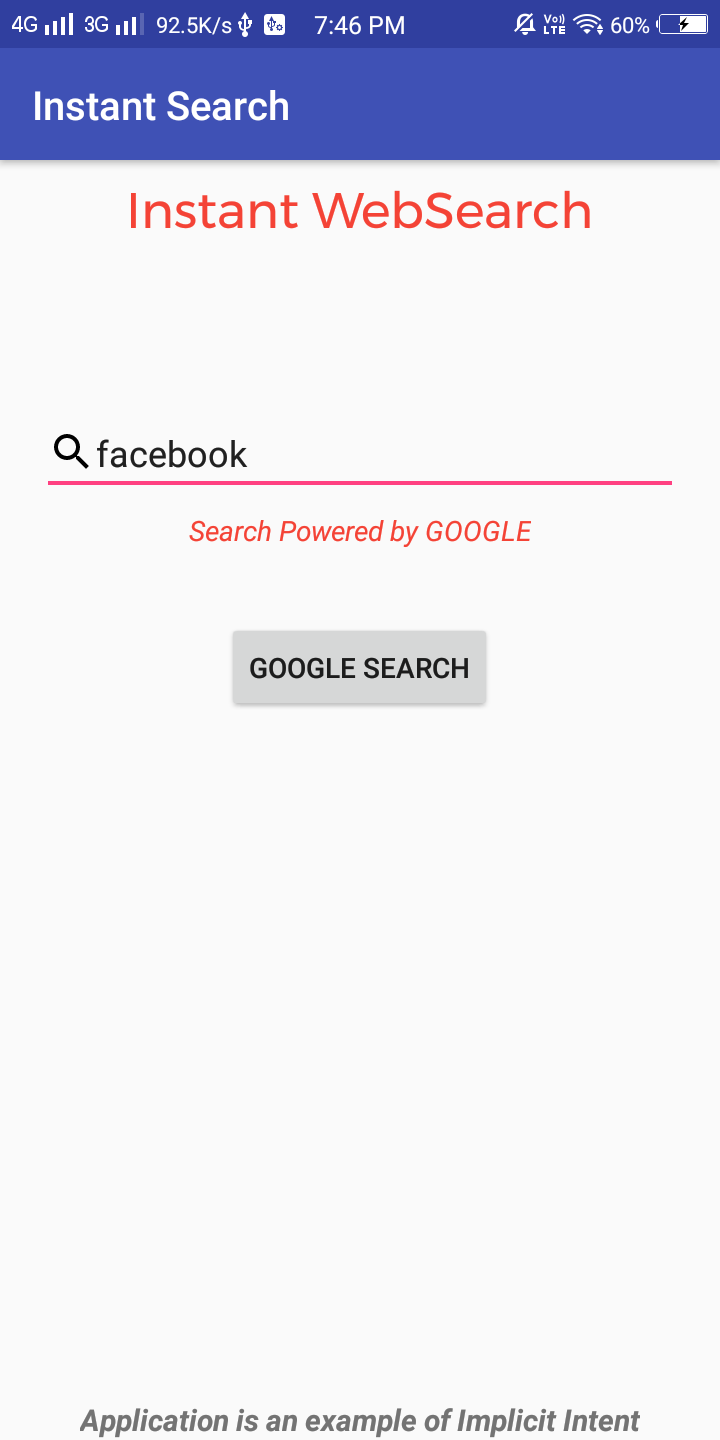 4G 3G 92.5K/s 7:46 PM Vo)) LTE 60%
Instant Search
Instant WebSearch
facebook
Search Powered by GOOGLE
GOOGLE SEARCH
Application is an example of Implicit Intent